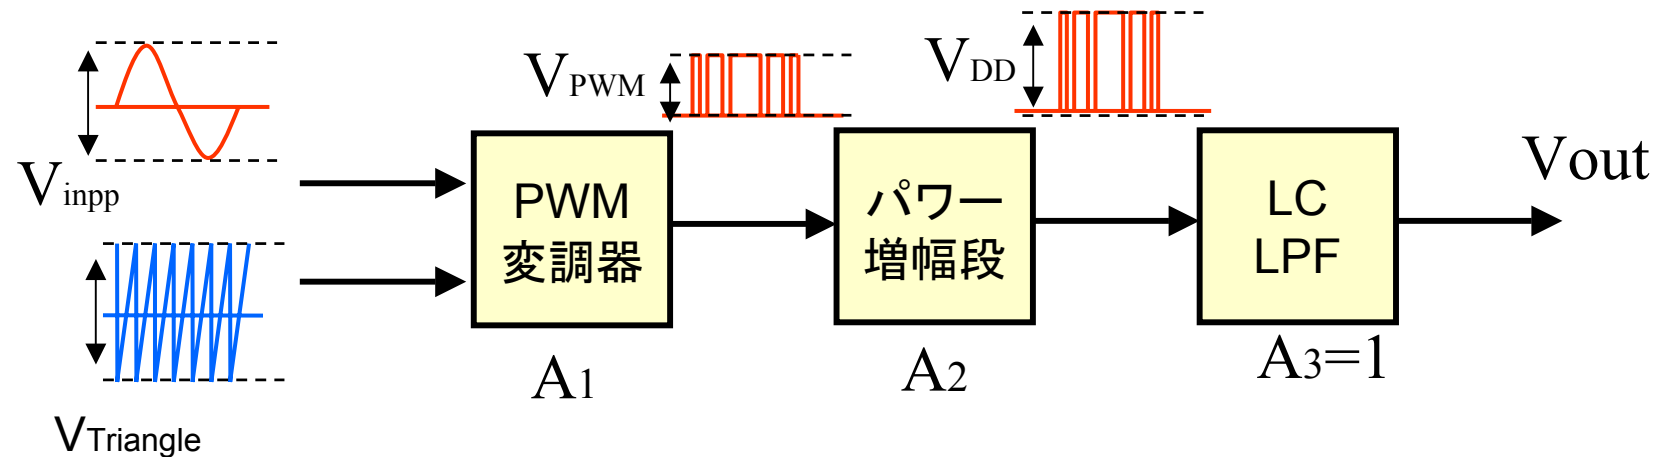 Vinpp
VTriangle
VPWM
VDD
PWM
変調器
A1
パワー
増幅段
A2
LC
LPF
A3=1
Vout